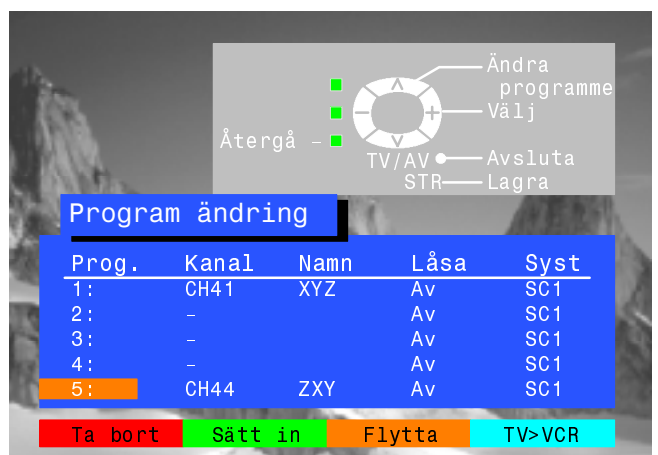 Ändra
programme
Välj
Återgå –
TV/AV Avsluta
STR Lagra
Program ändring
Prog. Kanal Namn Låsa Syst
1: CH41 XYZ Av SC1
2: – Av SC1
3: – Av SC1
4: – Av SC1
5: CH44 ZXY Av SC1
Ta bort Sätt in Flytta TV>VCR